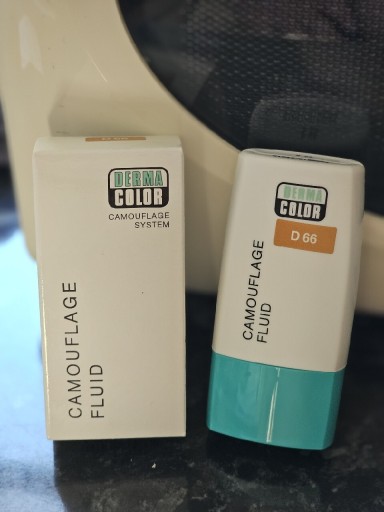 DERMA
COLOR
CAMOUFLAGE
SYSTEM
CAMOUFLAGE
FLUID
DERMA
COLOR
D 66
CAMOUFLAGE
FLUID